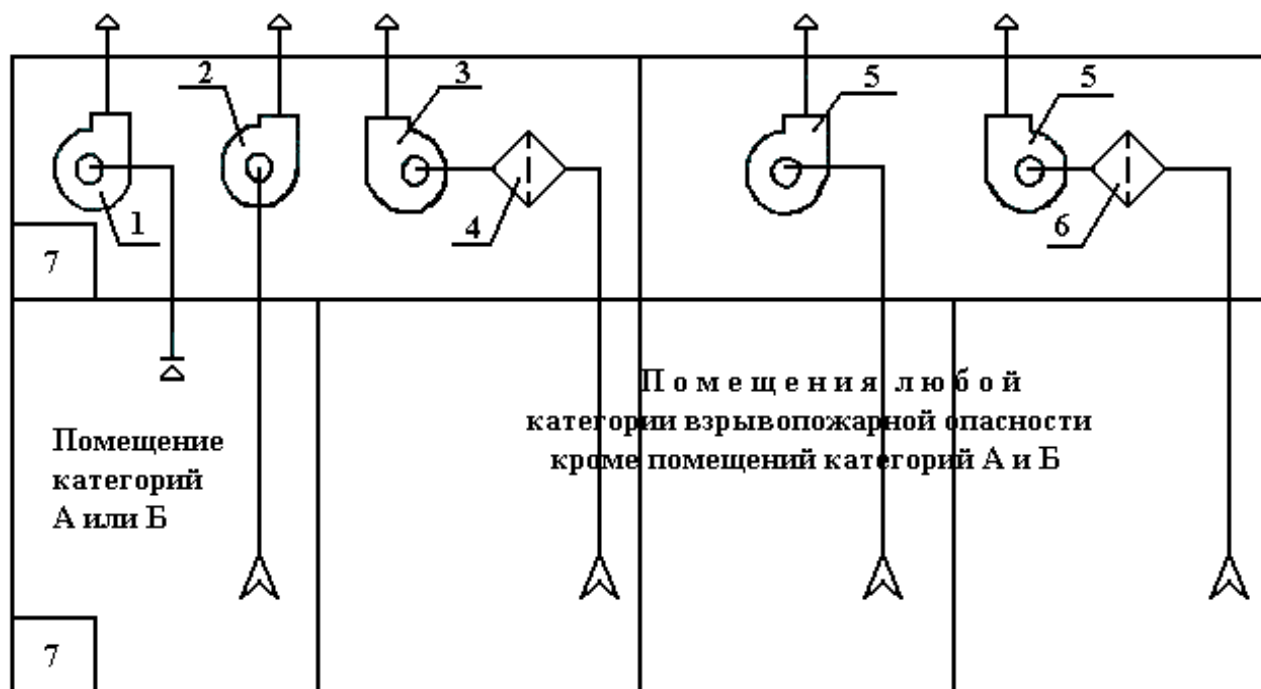 2
3
5
5
1
4
6
7
Помещения любой
категории взрывопожарной опасности
кроме помещений категорий А и Б
Помещение
категорий
А или Б
7